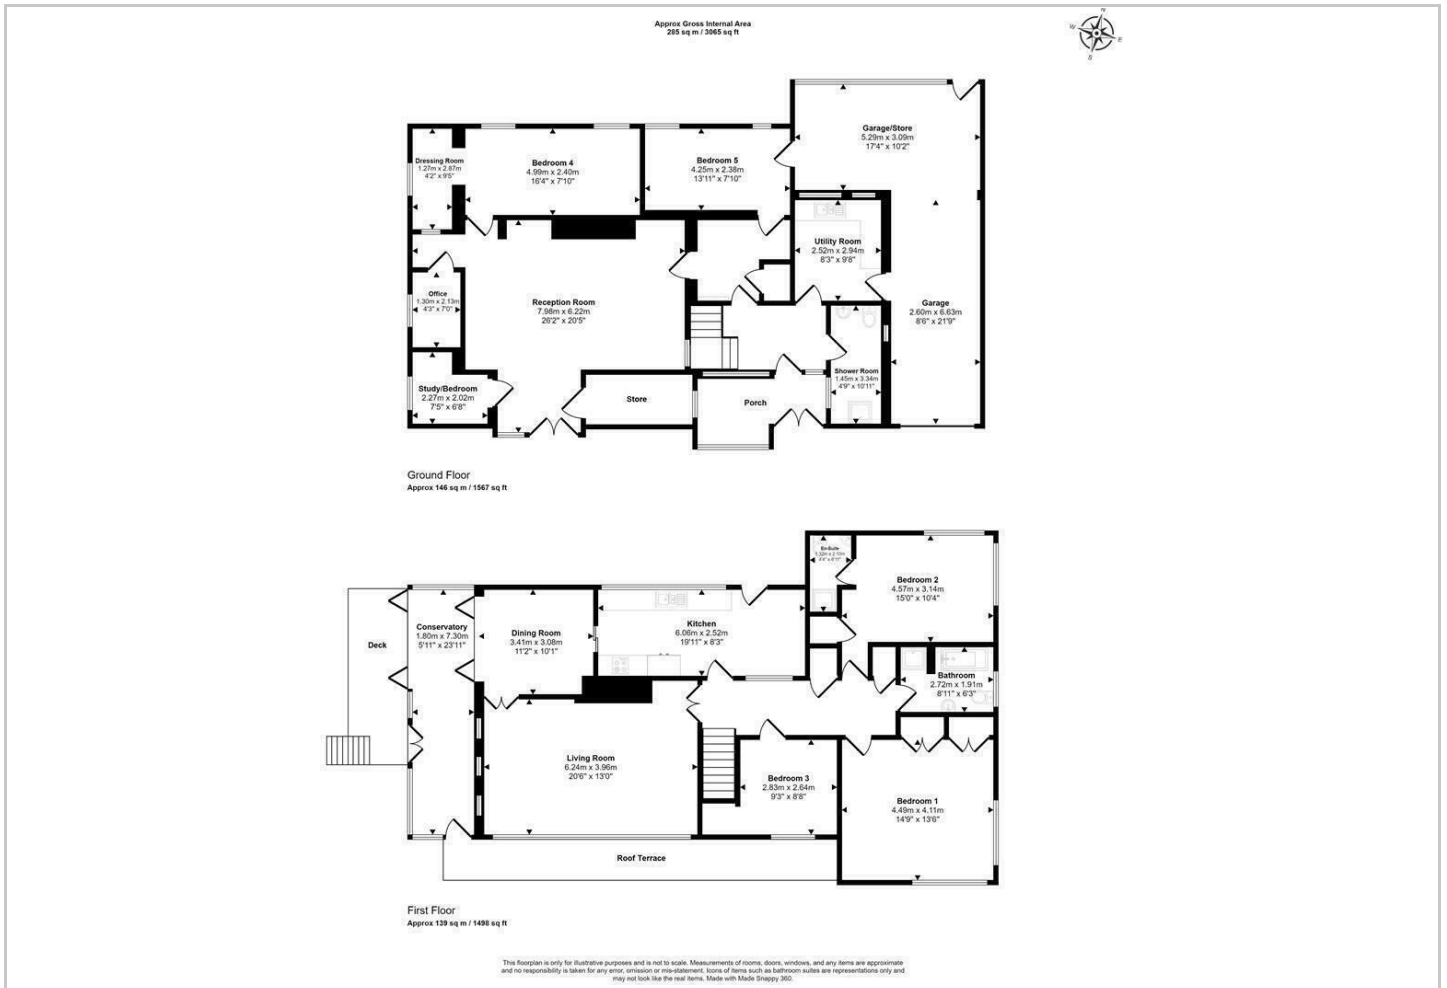 Approx Gross Internal Area
285 sq m / 3065 sq ft
N
W
E
S
Garage/Store
5.29m x 3.09m
17'4" x 10'2"
Dressing Room
1.27m x 2.87m
4'2" x 9'5"
Bedroom 4
4.99m x 2.40m
16'4" x 7'10"
Bedroom 5
4.25m x 2.38m
13'11" x 7'10"
Utility Room
2.52m x 2.94m
8'3" x 9'8"
Office
1.30m x 2.13m
4'3" x 7'0"
Reception Room
7.98m x 6.22m
26'2" x 20'5"
Garage
2.60m x 6.63m
8'6" x 21'9"
Study/Bedroom
2.27m x 2.02m
7'5" x 6'8"
Store
Porch
Shower Room
1.45m x 3.34m
4'9" x 10'11"
Ground Floor
Approx 146 sq m / 1567 sq ft
En-Suite
4'4" x 6'11"
Bedroom 2
4.57m x 3.14m
15'0" x 10'4"
Deck
Conservatory
1.80m x 7.30m
5'11" x 23'11"
Dining Room
3.41m x 3.08m
11'2" x 10'1"
Kitchen
6.06m x 2.52m
19'11" x 8'3"
Bathroom
2.72m x 1.91m
8'11" x 6'3"
Living Room
6.24m x 3.96m
20'6" x 13'0"
Bedroom 3
2.83m x 2.64m
9'3" x 8'8"
Bedroom 1
4.49m x 4.11m
14'9" x 13'6"
Roof Terrace
First Floor
Approx 139 sq m / 1498 sq ft
This floorplan is only for illustrative purposes and is not to scale. Measurements of rooms, doors, windows, and any items are approximate
and no responsibility is taken for any error, omission or mis-statement. Icons of items such as bathroom suites are representations only and
may not look like the real items. Made with Made Snappy 360.